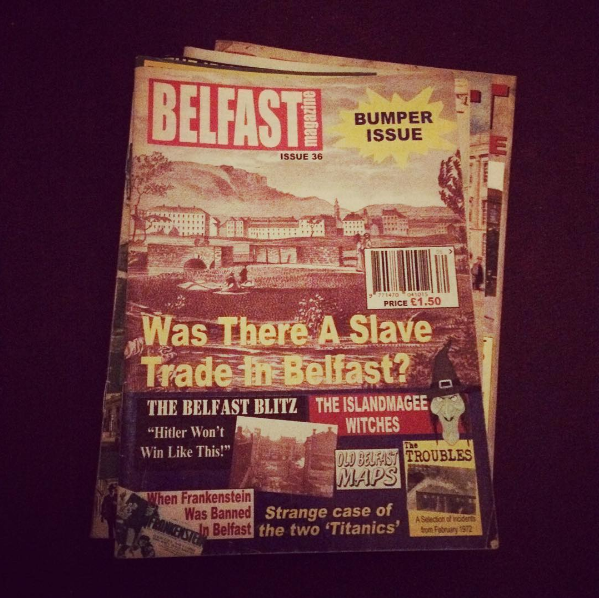 BELFAST
magazine
ISSUE 36
BUMPER
ISSUE
PRICE £1.50
Was There A Slave
Trade In Belfast?
THE BELFAST BLITZ
"Hitler Won't
Win Like This!"
THE ISLANDMAGEE
WITCHES
OLD BELFAST
MAPS
The
TROUBLES
A Selection of incidents
from February 1972
When Frankenstein
Was Banned
In Belfast
FRANKENSTEIN
Strange case of
the two 'Titanics'